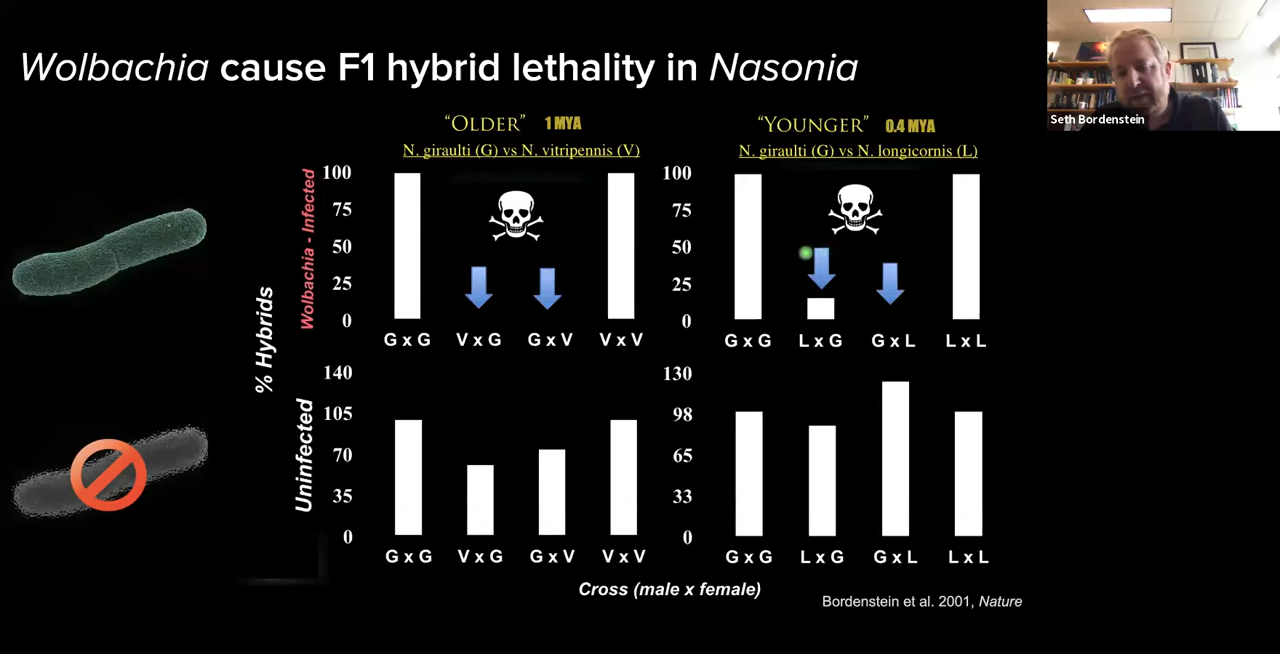 Wolbachia cause F1 hybrid lethality in Nasonia
Seth Bordenstein
"OLDER" 1 MYA
N. giraulti (G) vs N. vitripennis (V)
"YOUNGER" 0.4 MYA
N. giraulti (G) vs N. longicornis (L)
% Hybrids
Wolbachia - Infected
100
75
50
25
0
G x G V x G G x V V x V
100
75
50
25
0
G x G L x G G x L L x L
Uninfected
140
105
70
35
0
G x G V x G G x V V x V
130
98
65
33
0
G x G L x G G x L L x L
Cross (male x female)
Bordenstein et al. 2001, Nature